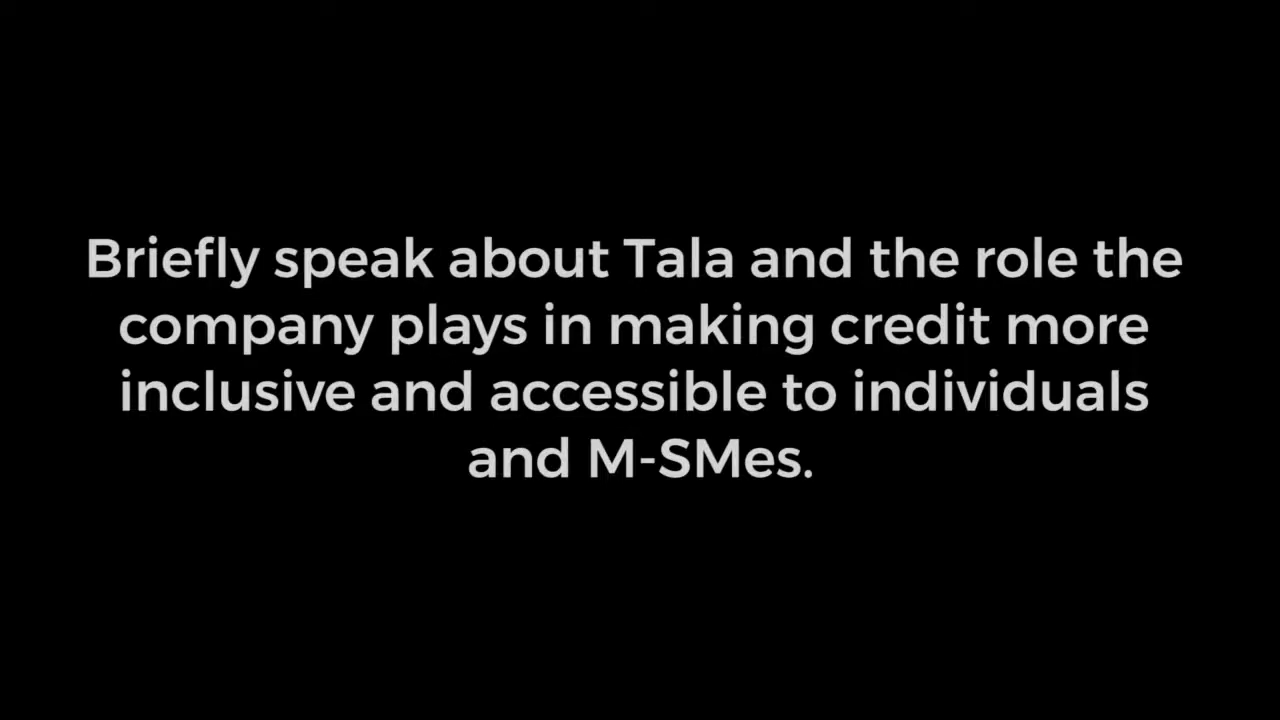 Briefly speak about Tala and the role the
company plays in making credit more
inclusive and accessible to individuals
and M-SMes.